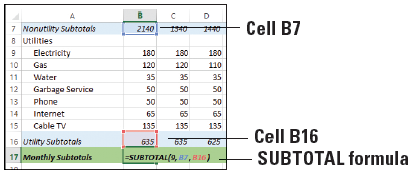 A B C D
7 Nonutility Subtotals 2140 1340 1440 Cell B7
8 Utilities
9 Electricity 180 180 180
10 Gas 120 120 110
11 Water 35 35 35
12 Garbage Service 50 50 50
13 Phone 50 50 50
14 Internet 65 65 65
15 Cable TV 135 135 135
16 Utility Subtotals 635 635 625 Cell B16
17 Monthly Subtotals =SUBTOTAL(9, B7, B16) SUBTOTAL formula